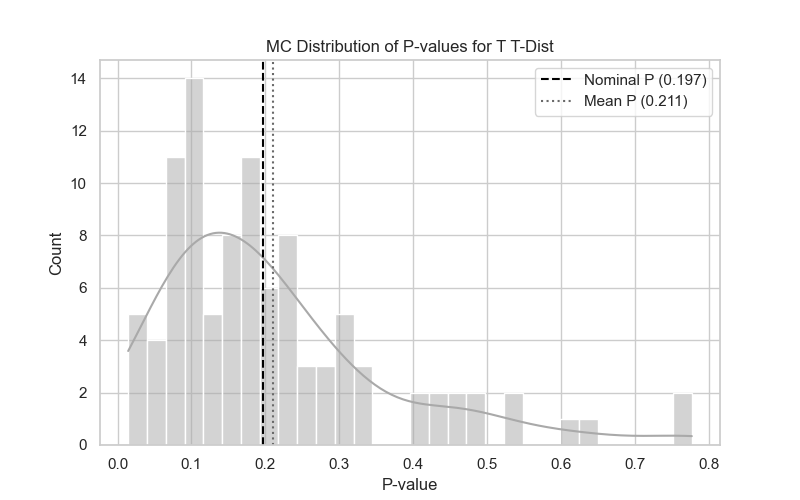 MC Distribution of P-values for T T-Dist
Nominal P (0.197)
Mean P (0.211)
14
12
10
8
6
4
2
0
Count
0.0 0.1 0.2 0.3 0.4 0.5 0.6 0.7 0.8
P-value